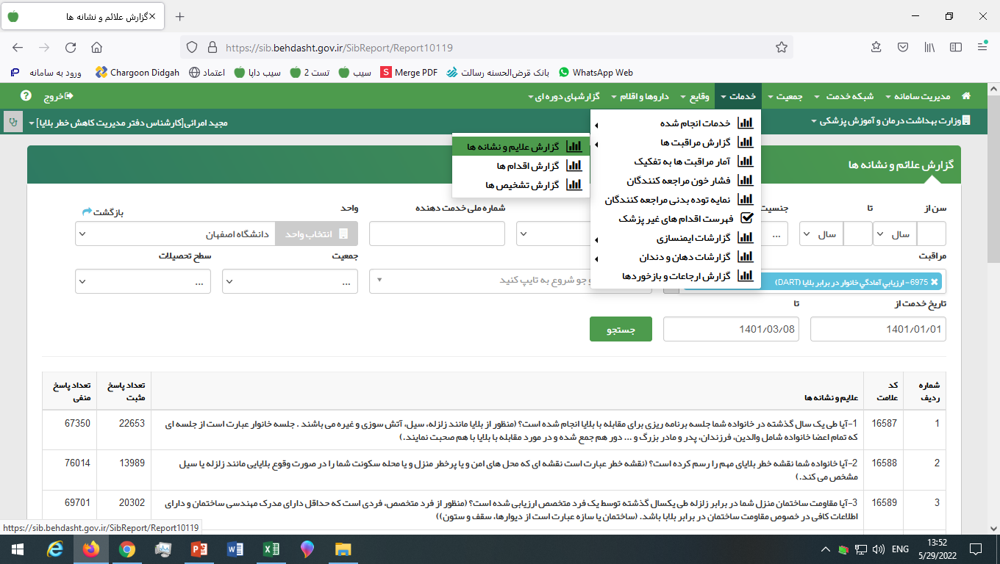 گزارش علائم و نشانه ها
https://sib.behdasht.gov.ir/SibReport/Report10119
ورود به سامانه
Chargoon Didgah
اعتماد
سیب داپا
تست 2
سیب
Merge PDF
بانک قرض‌الحسنه رسالت
WhatsApp Web
مدیریت سامانه
شبکه خدمت
جمعیت
خدمات
وقایع
داروها و اقلام
گزارشهای دوره ای
خروج
وزارت بهداشت درمان و آموزش پزشکی
مجید امرانی[کارشناس دفتر مدیریت کاهش خطر بلایا]
خدمات انجام شده
گزارش مراقبت ها
آمار مراقبت ها به تفکیک
فشار خون مراجعه کنندگان
نمایه توده بدنی مراجعه کنندگان
فهرست اقدام های غیر پزشک
گزارشات ایمنسازی
گزارشات دهان و دندان
گزارش ارجاعات و بازخوردها
گزارش علایم و نشانه ها
گزارش اقدام ها
گزارش تشخیص ها
گزارش علائم و نشانه ها
سن از
تا
جنسیت
شماره ملی خدمت دهنده
واحد
بازگشت
سال
سال
...
انتخاب واحد
دانشگاه اصفهان
مراقبت
جمعیت
سطح تحصیلات
6975- ارزیابي آمادگي خانوار در برابر بلایا (DART)
و جو شروع به تایپ کنید
...
...
تاریخ خدمت از
تا
1401/01/01
1401/03/08
جستجو
شماره ردیف
کد علامت
علایم و نشانه ها
تعداد پاسخ مثبت
تعداد پاسخ منفی
1
16587
1-آیا طی یک سال گذشته در خانواده شما جلسه برنامه ریزی برای مقابله با بلایا انجام شده است؟ (منظور از بلایا مانند زلزله، سیل، آتش سوزی و غیره می باشند . جلسه خانوار عبارت است از جلسه ای
که تمام اعضا خانواده شامل والدین، فرزندان، پدر و مادر بزرگ و ... دور هم جمع شده و در مورد مقابله با بلایا با هم صحبت نمایند.)
22653
67350
2
16588
2-آیا خانواده شما نقشه خطر بلایای مهم را رسم کرده است؟ (نقشه خطر عبارت است نقشه ای که محل های امن و یا پرخطر منزل و یا محله سکونت شما را در صورت وقوع بلایایی مانند زلزله یا سیل
مشخص می کند.)
13989
76014
3
16589
3-آیا مقاومت ساختمان منزل شما در برابر زلزله طی یکسال گذشته توسط یک فرد متخصص ارزیابی شده است؟ (منظور از فرد متخصص، فردی است که حداقل دارای مدرک مهندسی ساختمان و دارای
اطلاعات کافی در خصوص مقاومت ساختمان در برابر بلایا باشد. (ساختمان یا سازه عبارت است از دیوارها، سقف و ستون))
20302
69701
https://sib.behdasht.gov.ir/SibReport/Report10119
ENG
13:52
5/29/2022